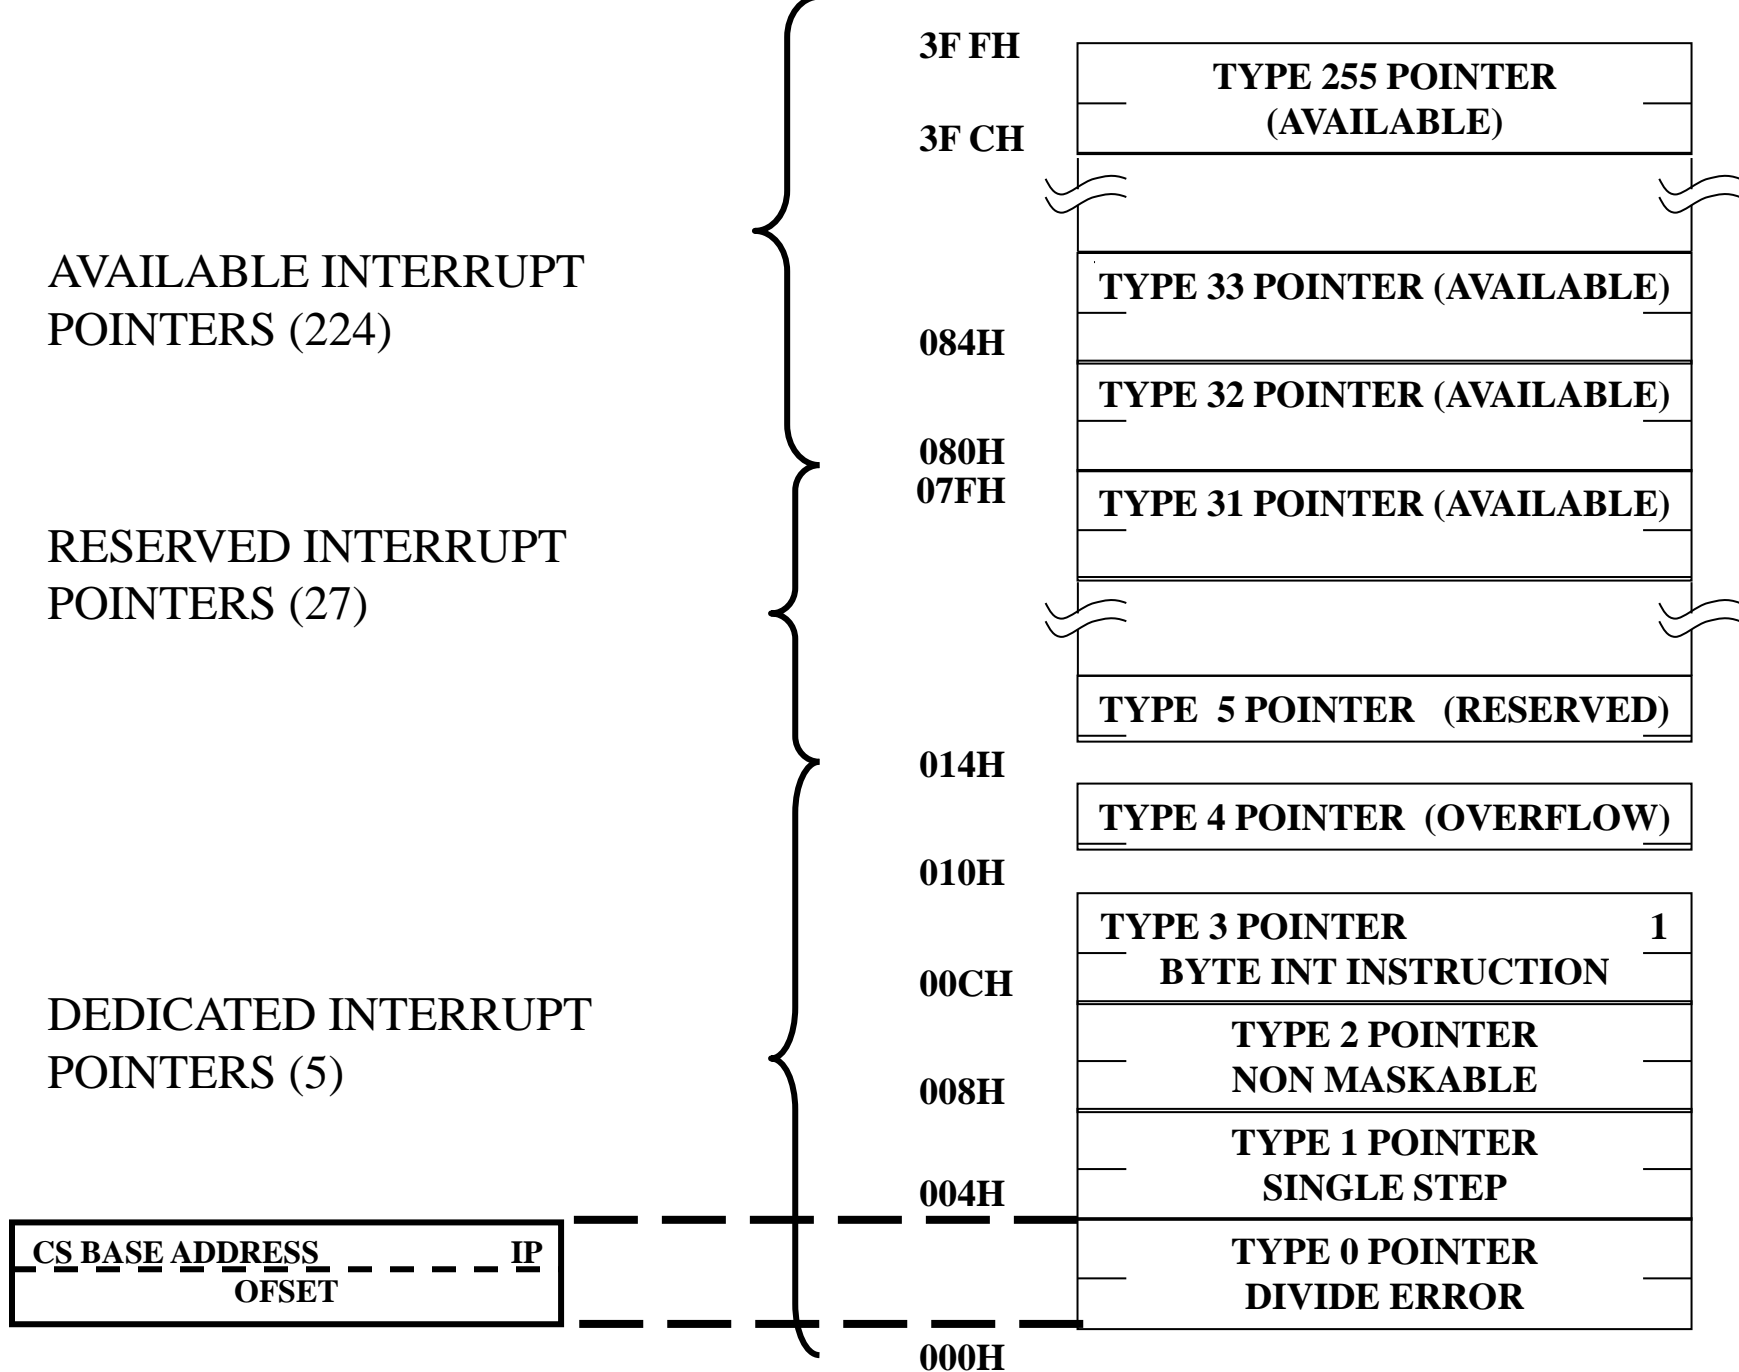 3F FH
TYPE 255 POINTER
(AVAILABLE)
3F CH
AVAILABLE INTERRUPT
POINTERS (224)
TYPE 33 POINTER (AVAILABLE)
084H
TYPE 32 POINTER (AVAILABLE)
080H
07FH
TYPE 31 POINTER (AVAILABLE)
RESERVED INTERRUPT
POINTERS (27)
TYPE 5 POINTER (RESERVED)
014H
TYPE 4 POINTER (OVERFLOW)
010H
TYPE 3 POINTER 1
BYTE INT INSTRUCTION
00CH
DEDICATED INTERRUPT
POINTERS (5)
TYPE 2 POINTER
NON MASKABLE
008H
TYPE 1 POINTER
SINGLE STEP
004H
CS BASE ADDRESS IP
OFSET
TYPE 0 POINTER
DIVIDE ERROR
000H